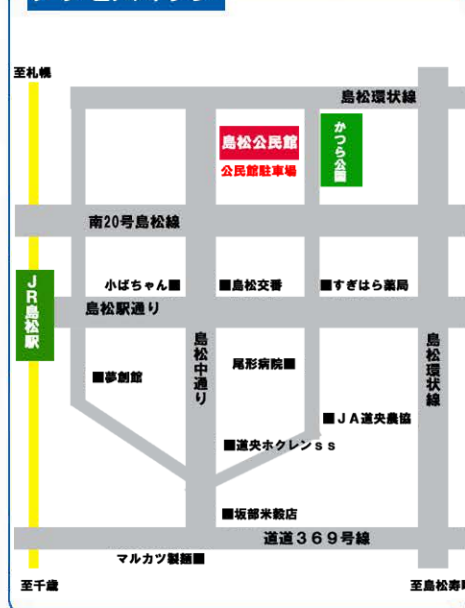 至札幌
島松環状線
島松公民館
公民館駐車場
かつら公園
南20号島松線
JR島松駅
小ばちゃん■
■島松交番
■すぎはら薬局
島松駅通り
島松中通り
島松環状線
尾形病院■
■夢創館
■JA道央農協
■道央ホクレンss
■坂部米穀店
道道369号線
マルカツ製麺■
至千歳
至島松寿町